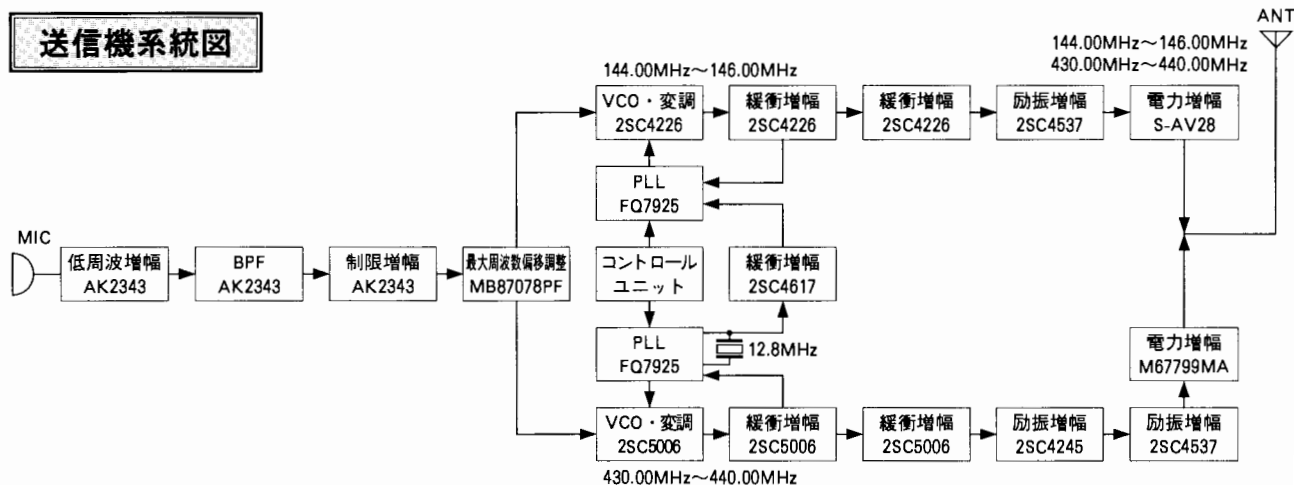 送信機系統図
ANT
144.00MHz～146.00MHz
430.00MHz～440.00MHz
144.00MHz～146.00MHz
VCO・変調
2SC4226
緩衝増幅
2SC4226
緩衝増幅
2SC4226
励振増幅
2SC4537
電力増幅
S-AV28
PLL
FQ7925
MIC
低周波増幅
AK2343
BPF
AK2343
制限増幅
AK2343
最大周波数偏移調整
MB87078PF
コントロール
ユニット
緩衝増幅
2SC4617
PLL
FQ7925
12.8MHz
電力増幅
M67799MA
VCO・変調
2SC5006
緩衝増幅
2SC5006
緩衝増幅
2SC5006
励振増幅
2SC4245
励振増幅
2SC4537
430.00MHz～440.00MHz